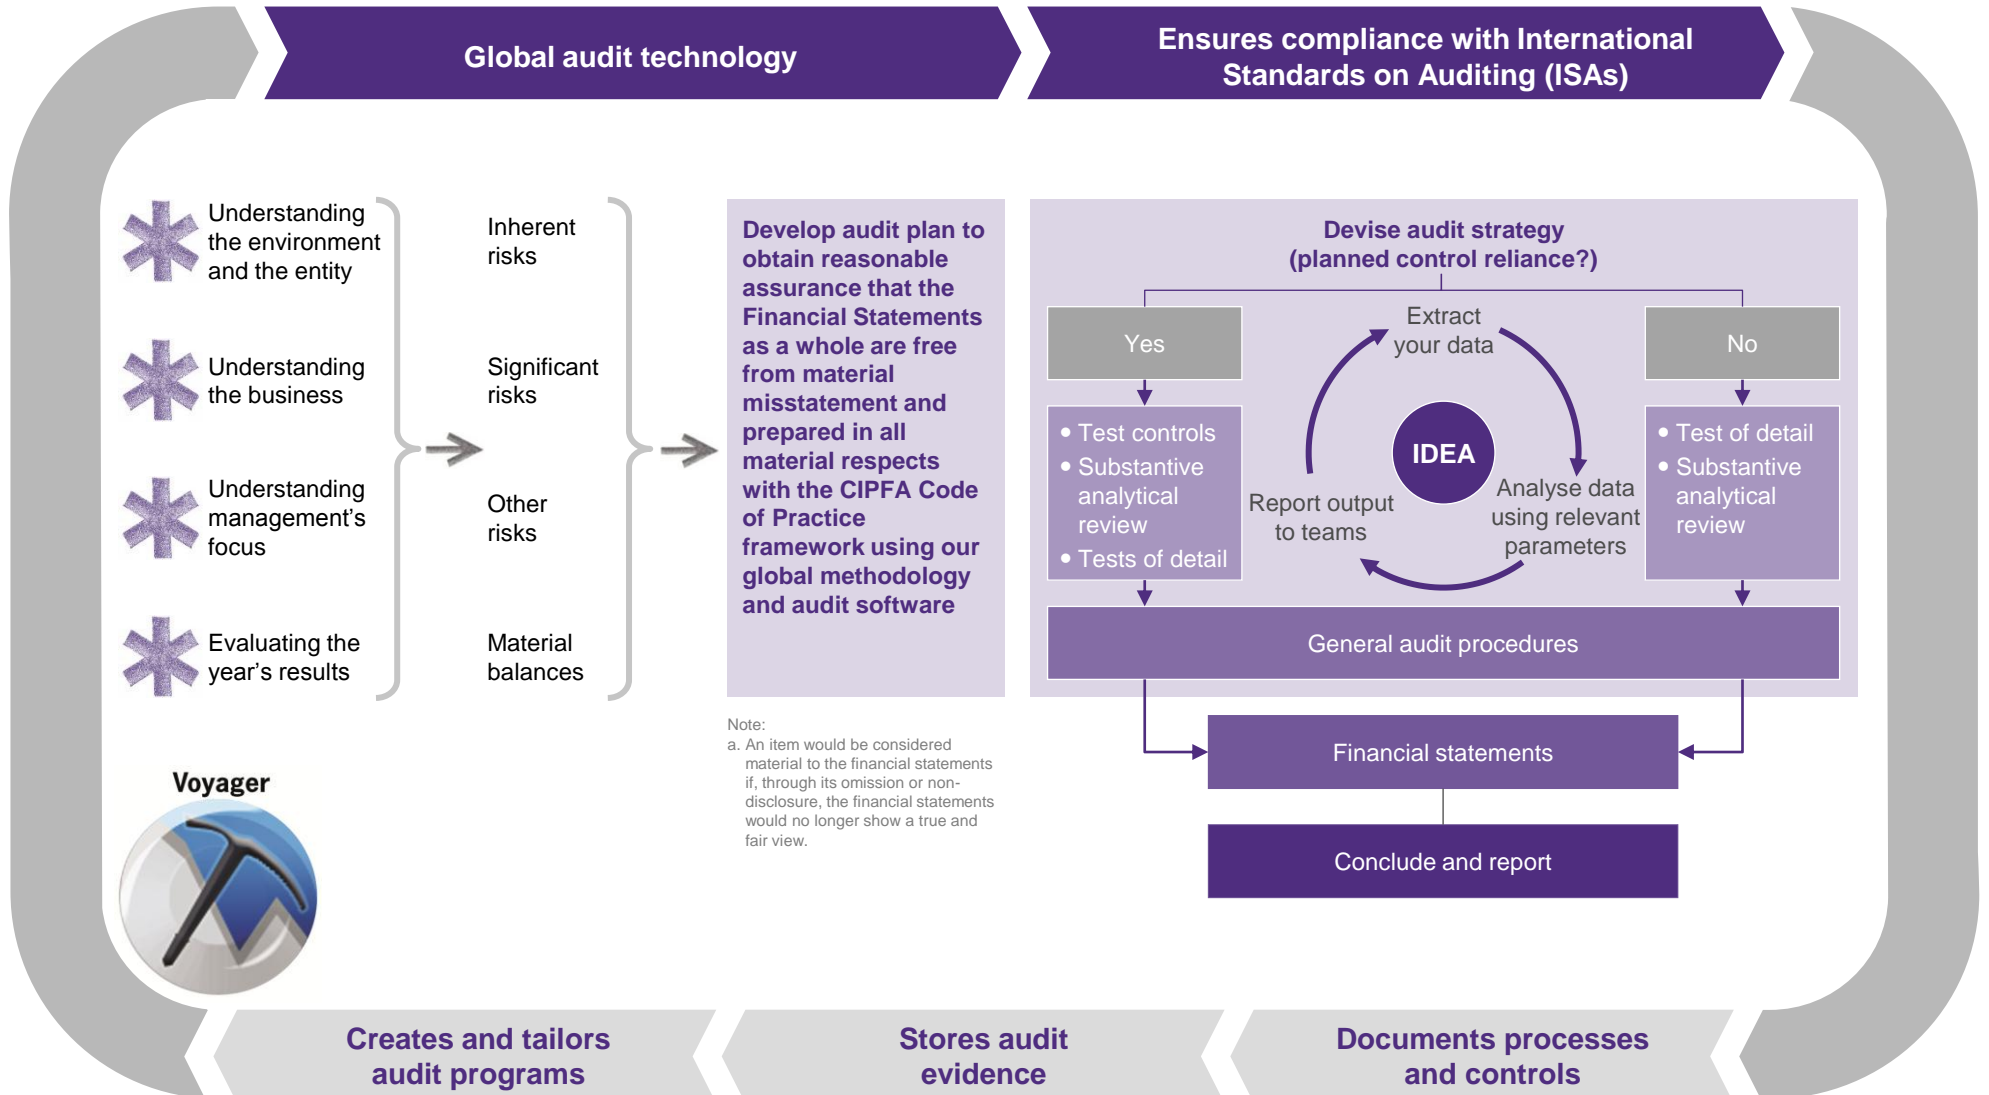 Global audit technology
Ensures compliance with International
Standards on Auditing (ISAs)
Understanding
the environment
and the entity
Understanding
the business
Understanding
management's
focus
Evaluating the
year's results
Inherent
risks
Significant
risks
Other
risks
Material
balances
Develop audit plan to
obtain reasonable
assurance that the
Financial Statements
as a whole are free
from material
misstatement and
prepared in all
material respects
with the CIPFA Code
of Practice
framework using our
global methodology
and audit software
Note:
a. An item would be considered
material to the financial statements
if, through its omission or non-
disclosure, the financial statements
would no longer show a true and
fair view.
Devise audit strategy
(planned control reliance?)
Yes
• Test controls
• Substantive
analytical
review
• Tests of detail
Extract
your data
IDEA
Analyse data
using relevant
parameters
Report output
to teams
No
• Test of detail
• Substantive
analytical
review
General audit procedures
Financial statements
Conclude and report
Voyager
Creates and tailors
audit programs
Stores audit
evidence
Documents processes
and controls